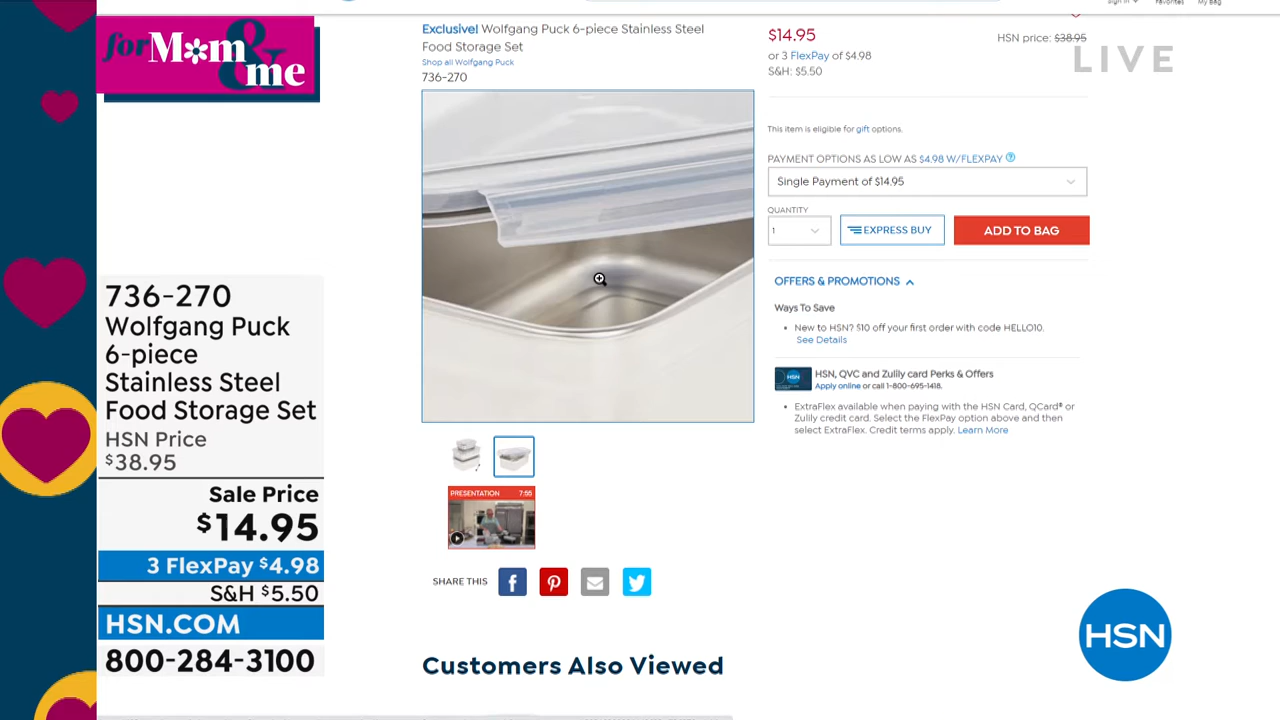 for Mom
&
me
736-270
Wolfgang Puck
6-piece
Stainless Steel
Food Storage Set
HSN Price
$38.95
Sale Price
$14.95
3 FlexPay $4.98
S&H $5.50
HSN.COM
800-284-3100
Exclusive! Wolfgang Puck 6-piece Stainless Steel
Food Storage Set
Shop all Wolfgang Puck
736-270
PRESENTATION 7:55
SHARE THIS
Customers Also Viewed
Sign In
Favorites
My Bag
$14.95
HSN price: $38.95
or 3 FlexPay of $4.98
S&H: $5.50
LIVE
This item is eligible for gift options.
PAYMENT OPTIONS AS LOW AS $4.98 W/FLEXPAY ?
Single Payment of $14.95
QUANTITY
1
EXPRESS BUY
ADD TO BAG
OFFERS & PROMOTIONS
Ways To Save
• New to HSN? $10 off your first order with code HELLO10.
See Details
HSN
HSN, QVC and Zulily card Perks & Offers
Apply online or call 1-800-695-1418.
• ExtraFlex available when paying with the HSN Card, QCard® or
Zulily credit card. Select the FlexPay option above and then
select ExtraFlex. Credit terms apply. Learn More
HSN